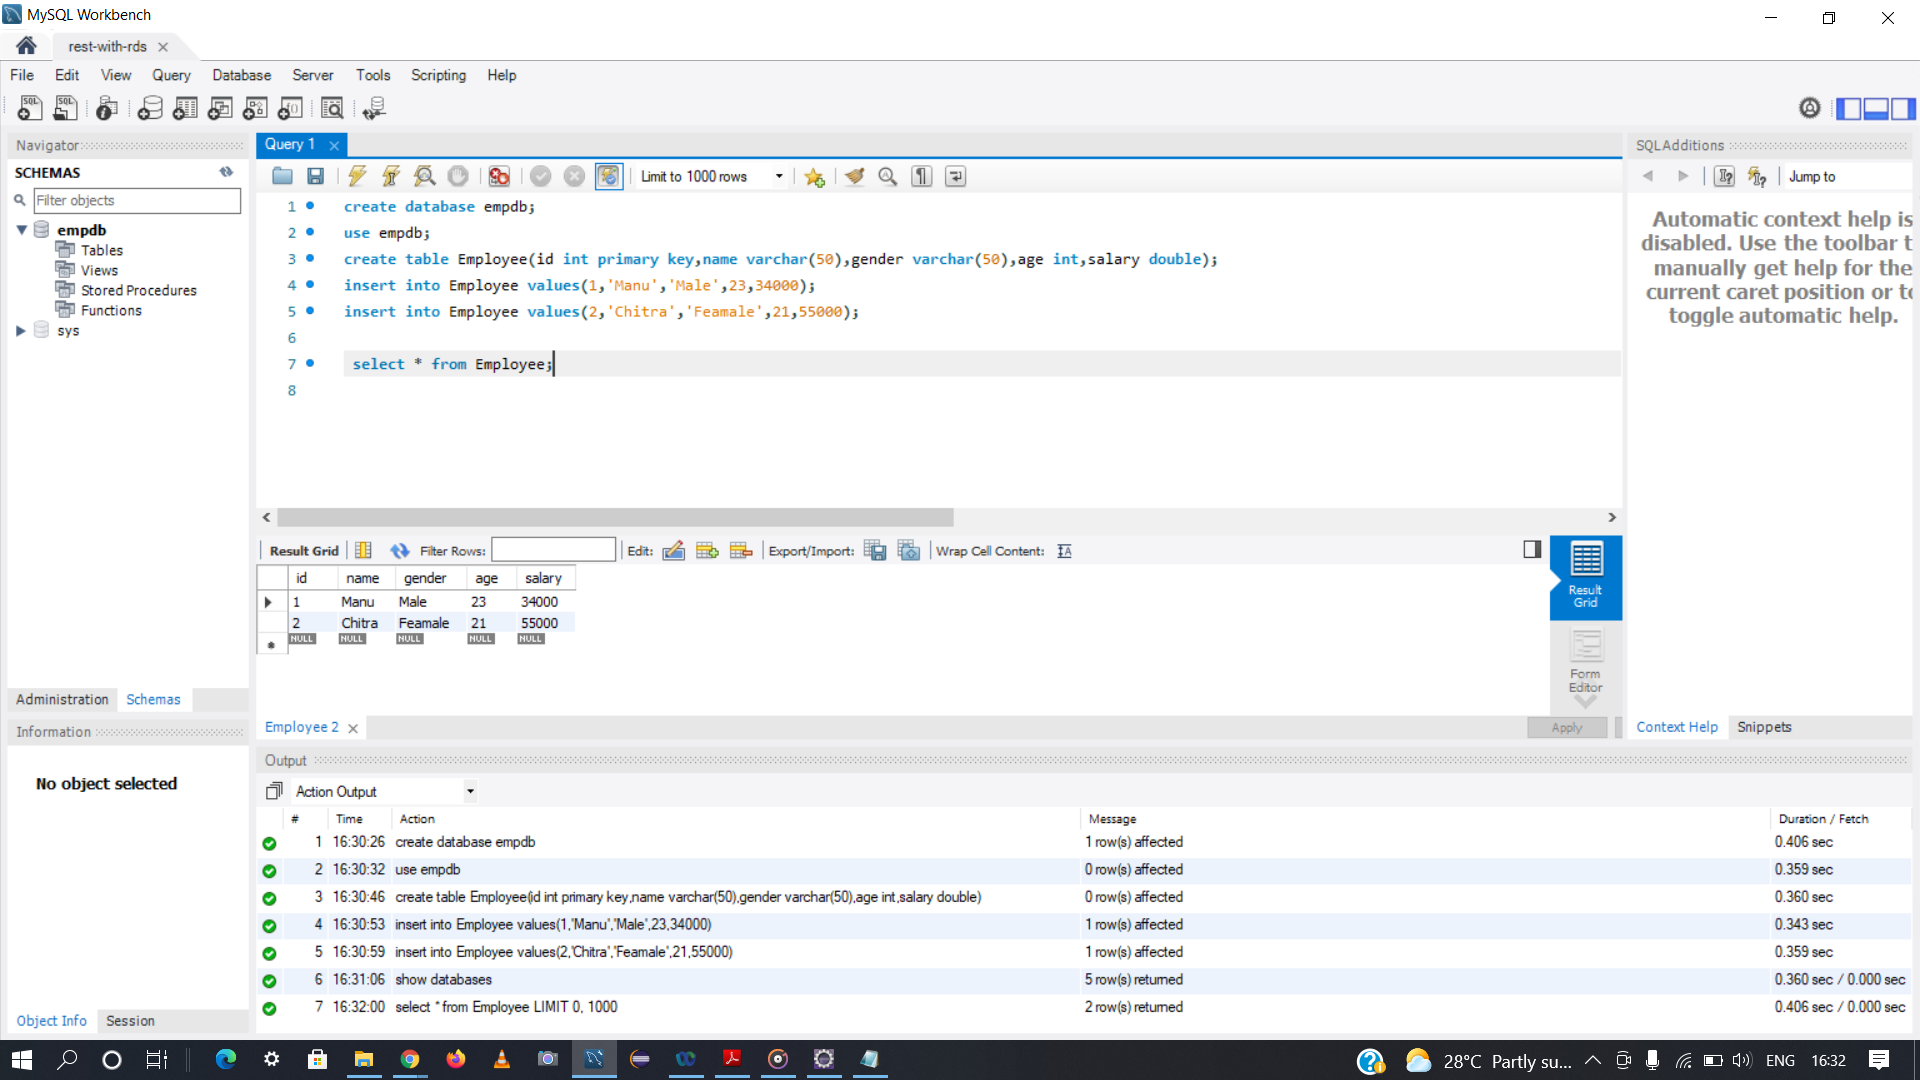 MySQL Workbench
rest-with-rds
File Edit View Query Database Server Tools Scripting Help
Navigator
SCHEMAS
Filter objects
empdb
Tables
Views
Stored Procedures
Functions
sys
Administration Schemas
Information
No object selected
Object Info Session
Query 1
Limit to 1000 rows
1 create database empdb;
2 use empdb;
3 create table Employee(id int primary key,name varchar(50),gender varchar(50),age int,salary double);
4 insert into Employee values(1,'Manu','Male',23,34000);
5 insert into Employee values(2,'Chitra','Feamale',21,55000);
6
7 select * from Employee;
8
Result Grid Filter Rows: Edit: Export/Import: Wrap Cell Content:
id name gender age salary
1 Manu Male 23 34000
2 Chitra Feamale 21 55000
NULL NULL NULL NULL NULL
Result
Grid
Form
Editor
Employee 2
Apply
SQLAdditions
Jump to
Automatic context help is
disabled. Use the toolbar t
manually get help for the
current caret position or to
toggle automatic help.
Context Help Snippets
Output
Action Output
# Time Action Message Duration / Fetch
1 16:30:26 create database empdb 1 row(s) affected 0.406 sec
2 16:30:32 use empdb 0 row(s) affected 0.359 sec
3 16:30:46 create table Employee(id int primary key,name varchar(50),gender varchar(50),age int,salary double) 0 row(s) affected 0.360 sec
4 16:30:53 insert into Employee values(1,'Manu','Male',23,34000) 1 row(s) affected 0.343 sec
5 16:30:59 insert into Employee values(2,'Chitra','Feamale',21,55000) 1 row(s) affected 0.359 sec
6 16:31:06 show databases 5 row(s) returned 0.360 sec / 0.000 sec
7 16:32:00 select * from Employee LIMIT 0, 1000 2 row(s) returned 0.406 sec / 0.000 sec
28°C Partly su... ENG 16:32